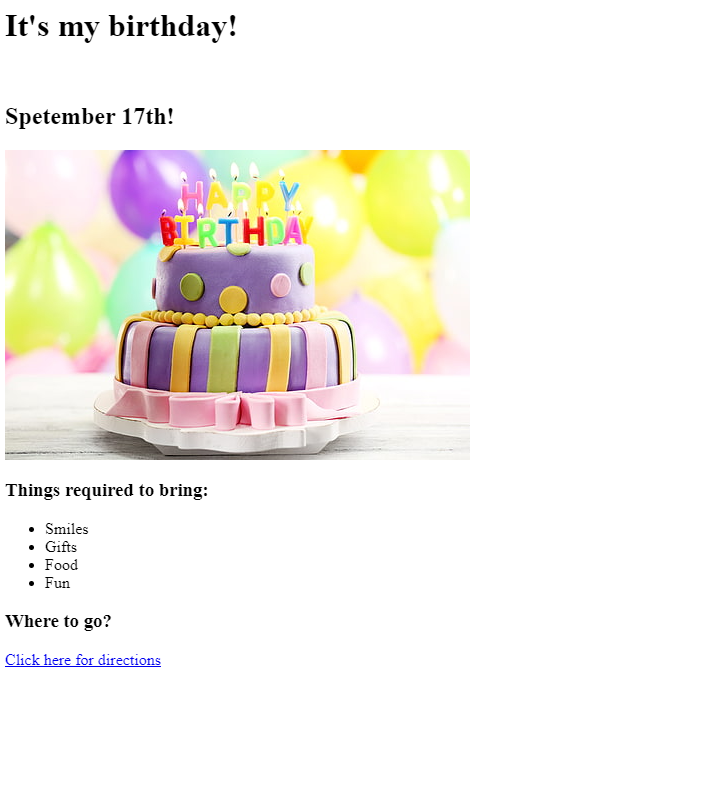 It's my birthday!
Spetember 17th!
HAPPY
BIRTHDAY
Things required to bring:
Smiles
Gifts
Food
Fun
Where to go?
Click here for directions